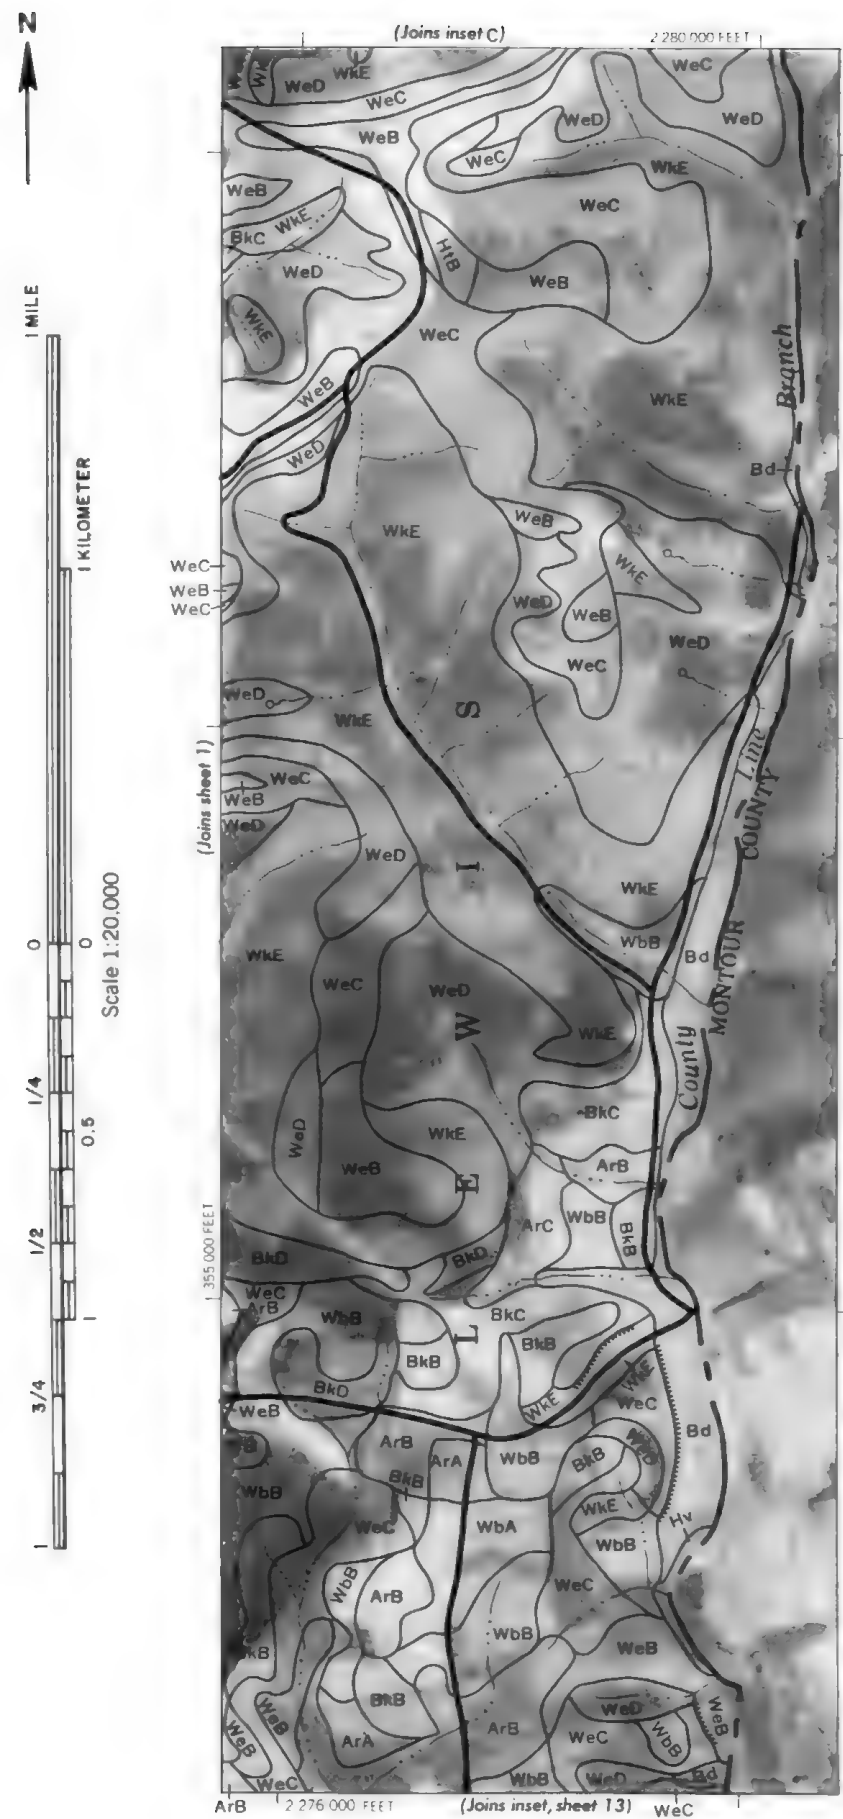 N
(Joins inset C)
2 280 000 FEET
WeC
WkE
WeD
WeC
WeD
WeB
WeD
WeC
WkE
WeB
WeC
WkE
BkC
HtB
WeD
WeB
1 MILE
WkE
WeC
Branch
WeB
WkE
WeD
Bd
1 KILOMETER
WeB
WkE
WeC
WkE
WeB
WeD
WeC
WeB
WeD
WeC
WeD
S
WkE
Line
(Joins sheet 1)
WeC
COUNTY
WeB
WeD
WeD
I
WkE
WbB
0
0
WkE
Bd
Scale 1:20,000
WeC
WeD
MONTOUR
W
WkE
County
1/4
BkC
0.5
WkE
WeD
ArB
WeB
E
WbB
ArC
BkB
1/2
355 000 FEET
BkD
BkD
WeC
ArB
WbB
BkC
1
L
BkB
BkB
WkE
3/4
BkD
WkE
WeC
WeB
Bd
ArB
WbB
ArA
BkB
BkB
WbB
WkE
Hv
WeC
WbA
WbB
1
WbB
WeC
ArB
WbB
WeB
BkB
WeD
WeB
WeB
ArB
WeC
WbB
WeB
ArA
WeC
WbB
WeD
Bd
ArB
2 276 000 FEET
(Joins inset, sheet 13)
WeC